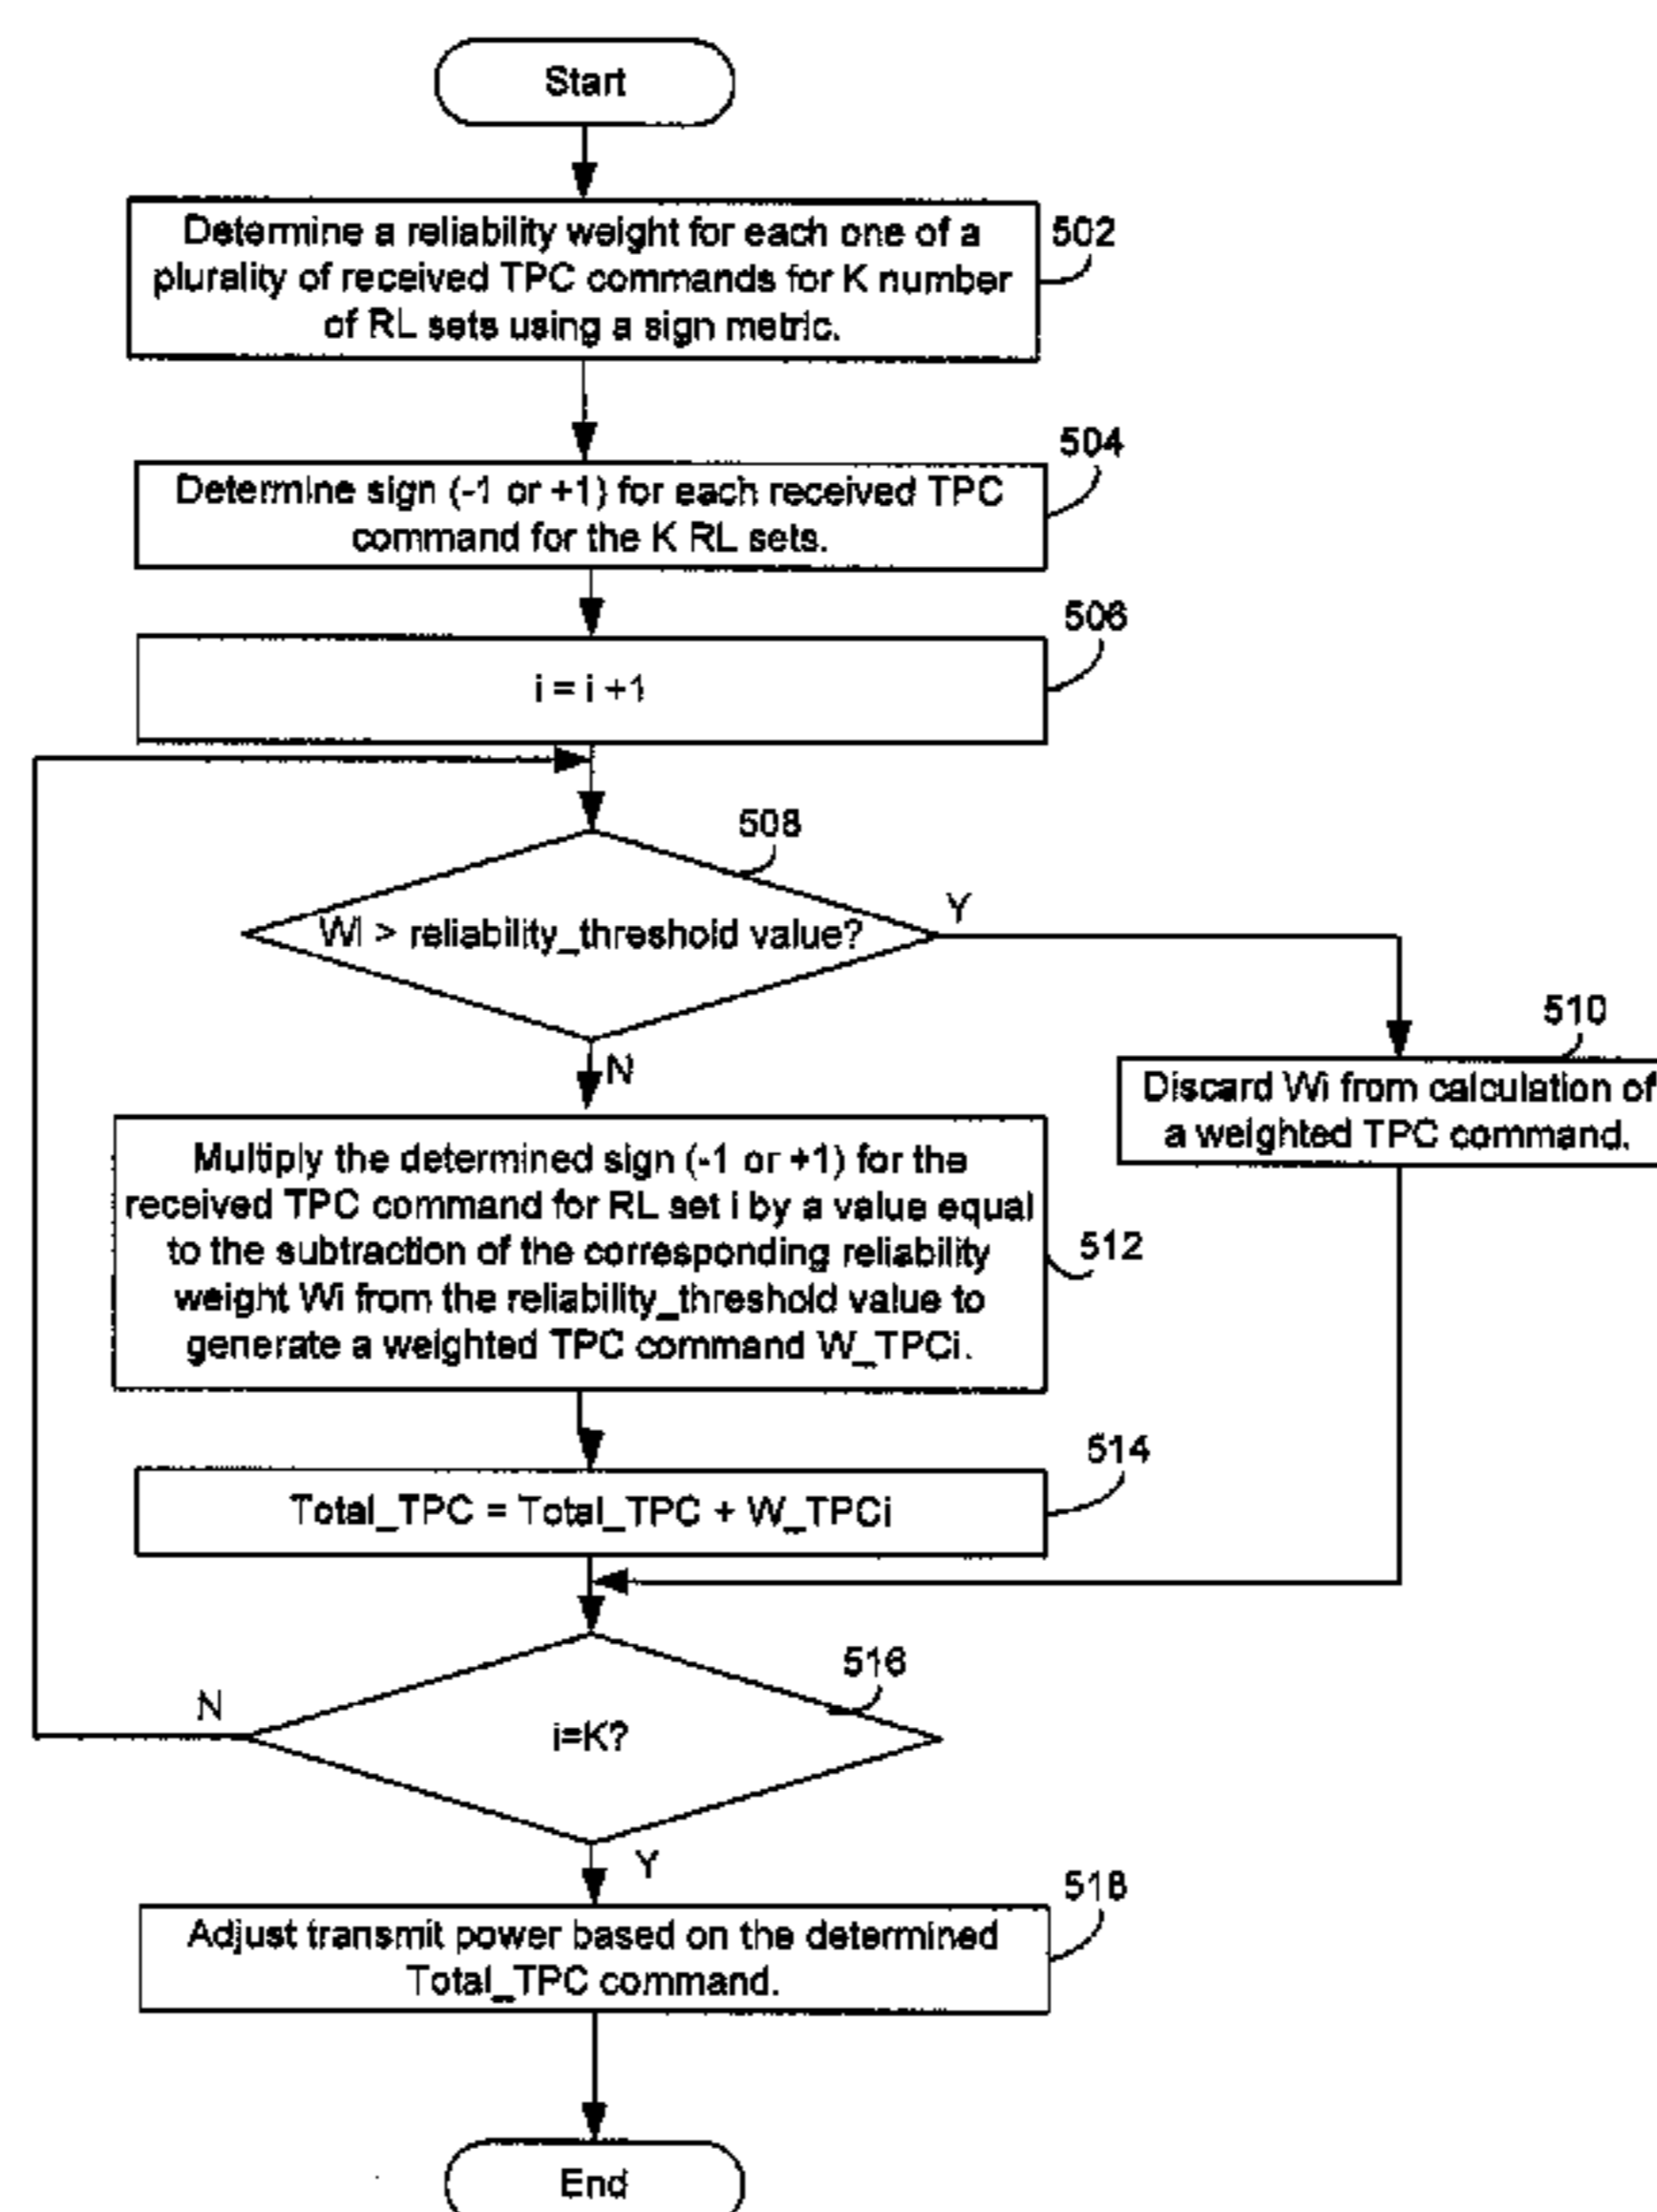 Start
Determine a reliability weight for each one of a
plurality of received TPC commands for K number
of RL sets using a sign metric.
502
Determine sign (-1 or +1) for each received TPC
command for the K RL sets.
504
i = i +1
506
508
Wi > reliability_threshold value?
Y
N
510
Discard Wi from calculation of
a weighted TPC command.
Multiply the determined sign (-1 or +1) for the
received TPC command for RL set i by a value equal
to the subtraction of the corresponding reliability
weight Wi from the reliability_threshold value to
generate a weighted TPC command W_TPCi.
512
514
Total_TPC = Total_TPC + W_TPCi
516
N
i=K?
Y
518
Adjust transmit power based on the determined
Total_TPC command.
End